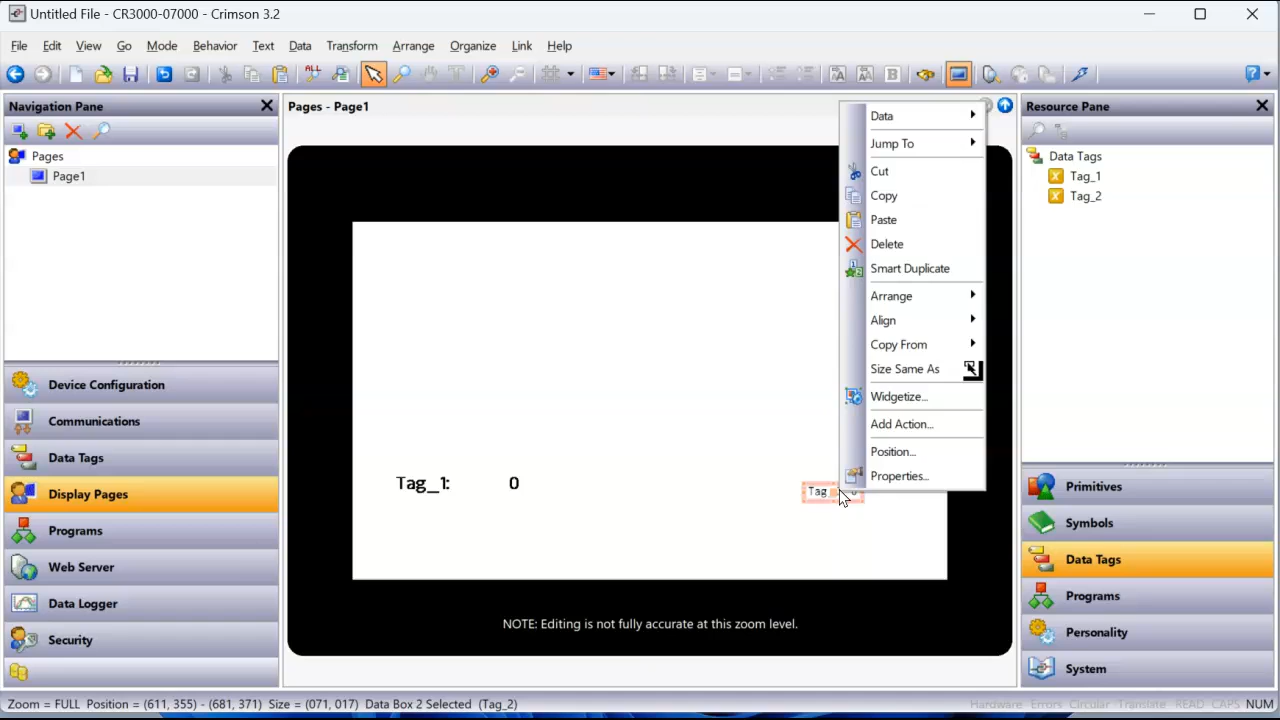 Untitled File - CR3000-07000 - Crimson 3.2
File Edit View Go Mode Behavior Text Data Transform Arrange Organize Link Help
ALL
Navigation Pane
Pages
Page1
Device Configuration
Communications
Data Tags
Display Pages
Programs
Web Server
Data Logger
Security
Pages - Page1
Tag_1: 0
Tag
NOTE: Editing is not fully accurate at this zoom level.
Data
Jump To
Cut
Copy
Paste
Delete
Smart Duplicate
Arrange
Align
Copy From
Size Same As
Widgetize...
Add Action...
Position...
Properties...
Resource Pane
Data Tags
Tag_1
Tag_2
Primitives
Symbols
Data Tags
Programs
Personality
System
Zoom = FULL Position = (611, 355) - (681, 371) Size = (071, 017) Data Box 2 Selected (Tag_2)
Hardware Errors Circular Translate READ CAPS NUM